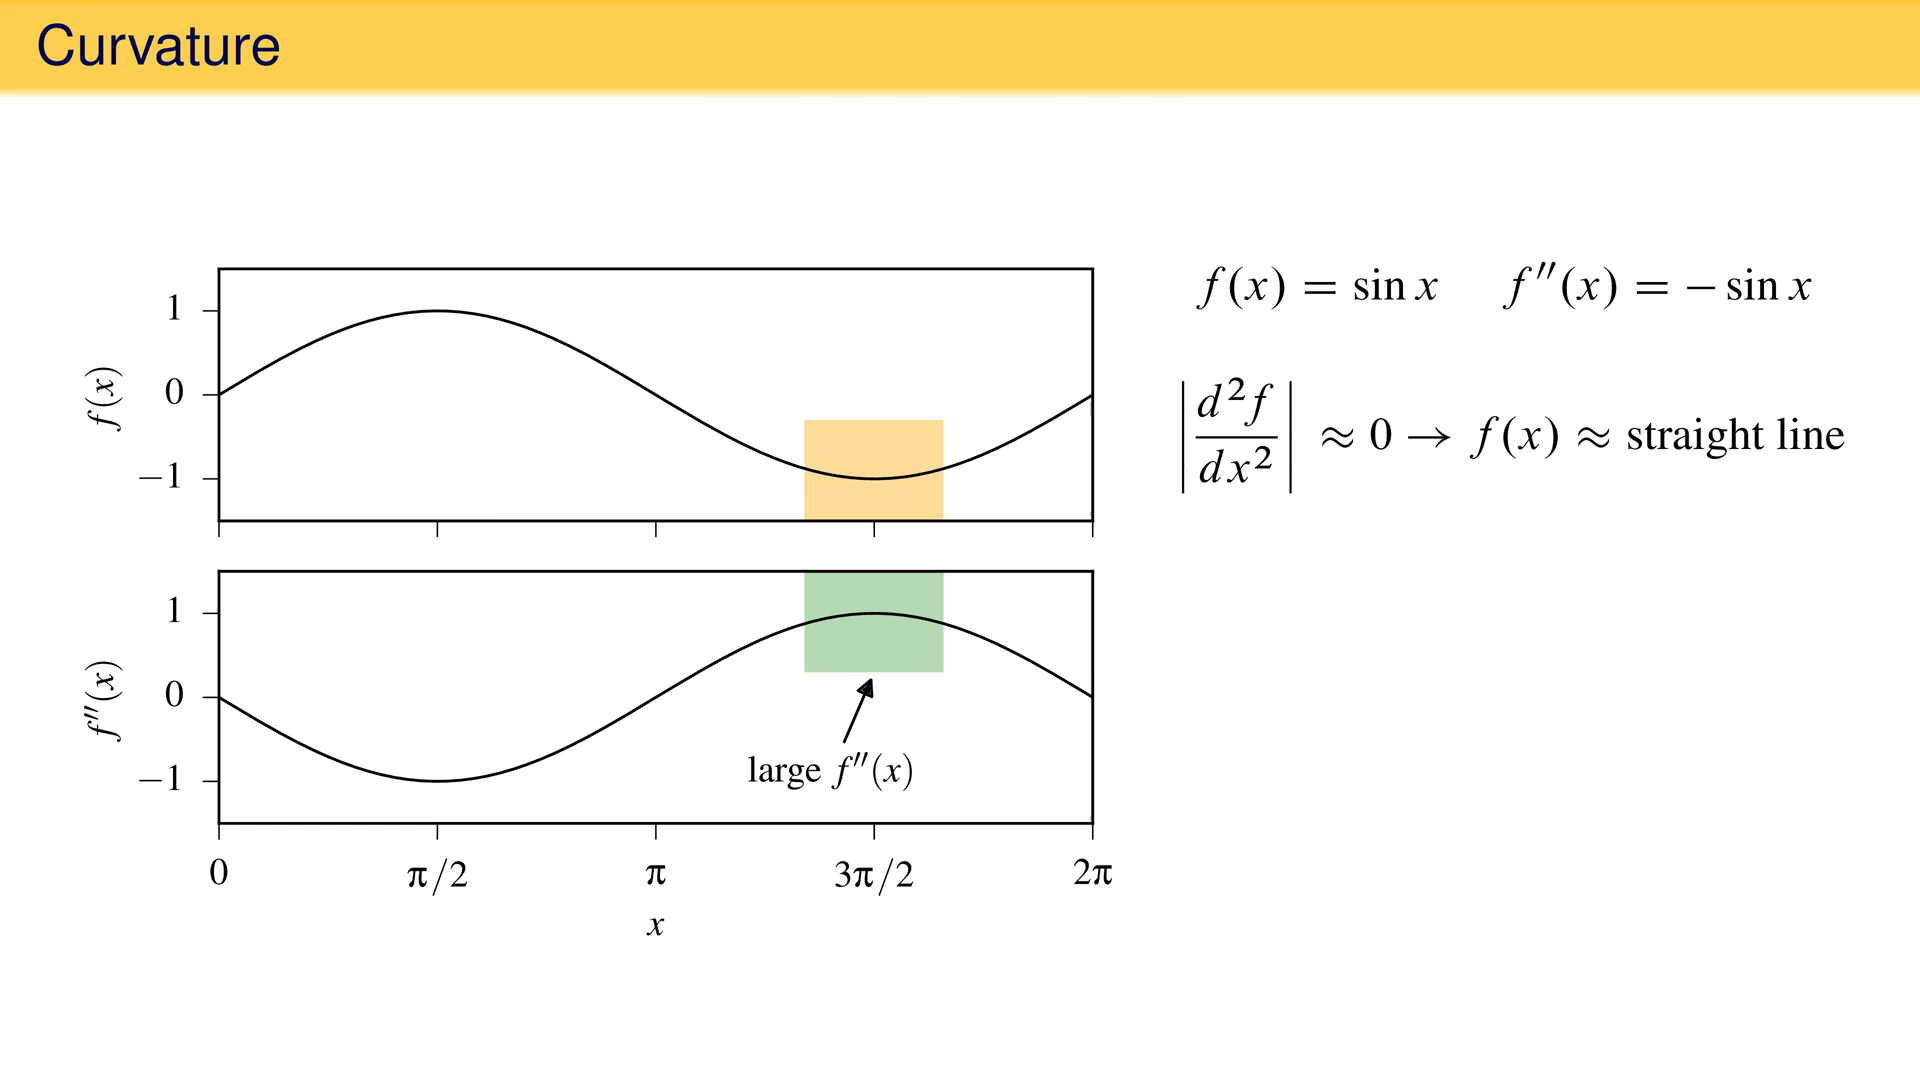 Curvature
f(x) = sin x    f″(x) = − sin x
|d²f/dx²| ≈ 0 → f(x) ≈ straight line
f(x)
1
0
−1
f″(x)
1
0
−1
large f″(x)
0 π/2 π 3π/2 2π
x